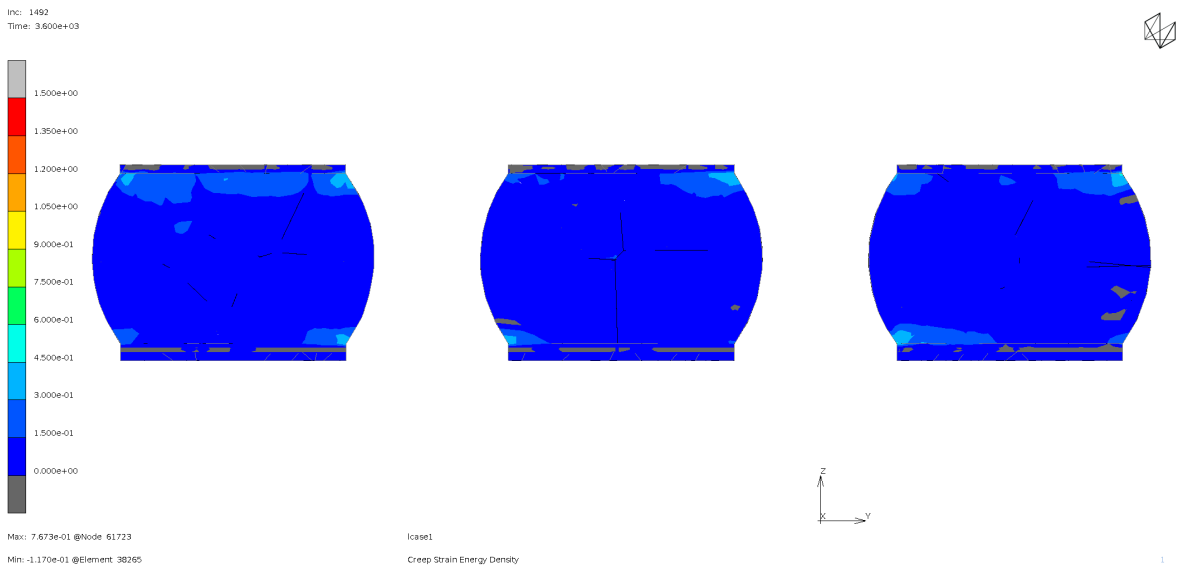 Inc: 1492
Time: 3.600e+03
1.500e+00
1.350e+00
1.200e+00
1.050e+00
9.000e-01
7.500e-01
6.000e-01
4.500e-01
3.000e-01
1.500e-01
0.000e+00
Z
X
Y
Max: 7.673e-01 @Node 61723
lcase1
Min: -1.170e-01 @Element 38265
Creep Strain Energy Density
1